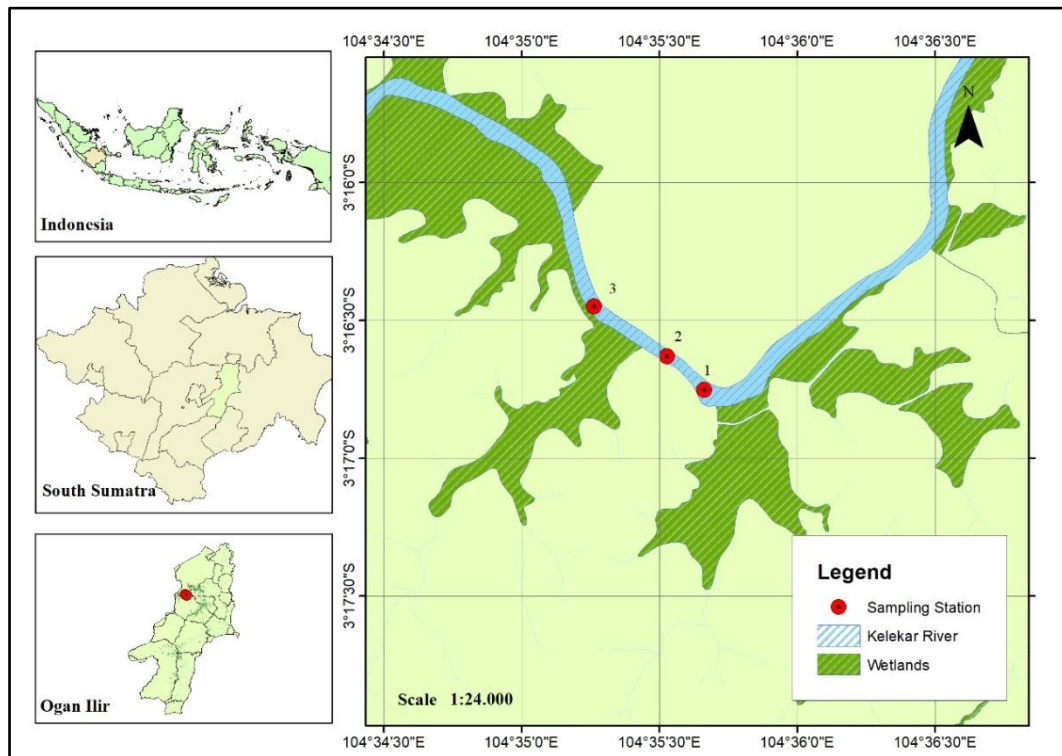 104°34'30"E 104°35'0"E 104°35'30"E 104°36'0"E 104°36'30"E
Indonesia
South Sumatra
Ogan Ilir
3°16'0"S
3°16'30"S
3°17'0"S
3°17'30"S
N
3
2
1
Legend
Sampling Station
Kelekar River
Wetlands
Scale 1:24.000
104°34'30"E 104°35'0"E 104°35'30"E 104°36'0"E 104°36'30"E